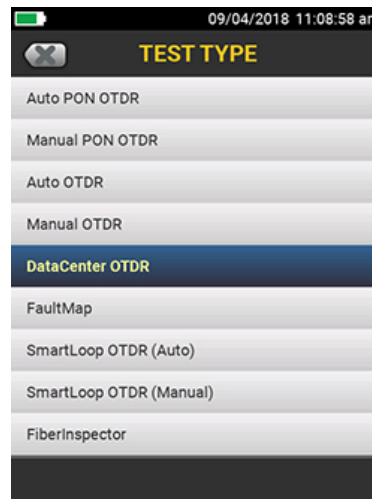 09/04/2018 11:08:58 am
TEST TYPE
Auto PON OTDR
Manual PON OTDR
Auto OTDR
Manual OTDR
DataCenter OTDR
FaultMap
SmartLoop OTDR (Auto)
SmartLoop OTDR (Manual)
FiberInspector